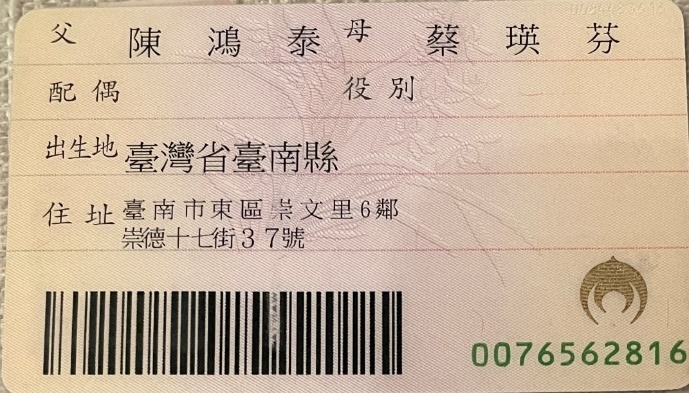 父 陳鴻泰 母 蔡瑛芬
配偶 役別
出生地 臺灣省臺南縣
住址 臺南市東區崇文里6鄰
崇德十七街37號
0076562816